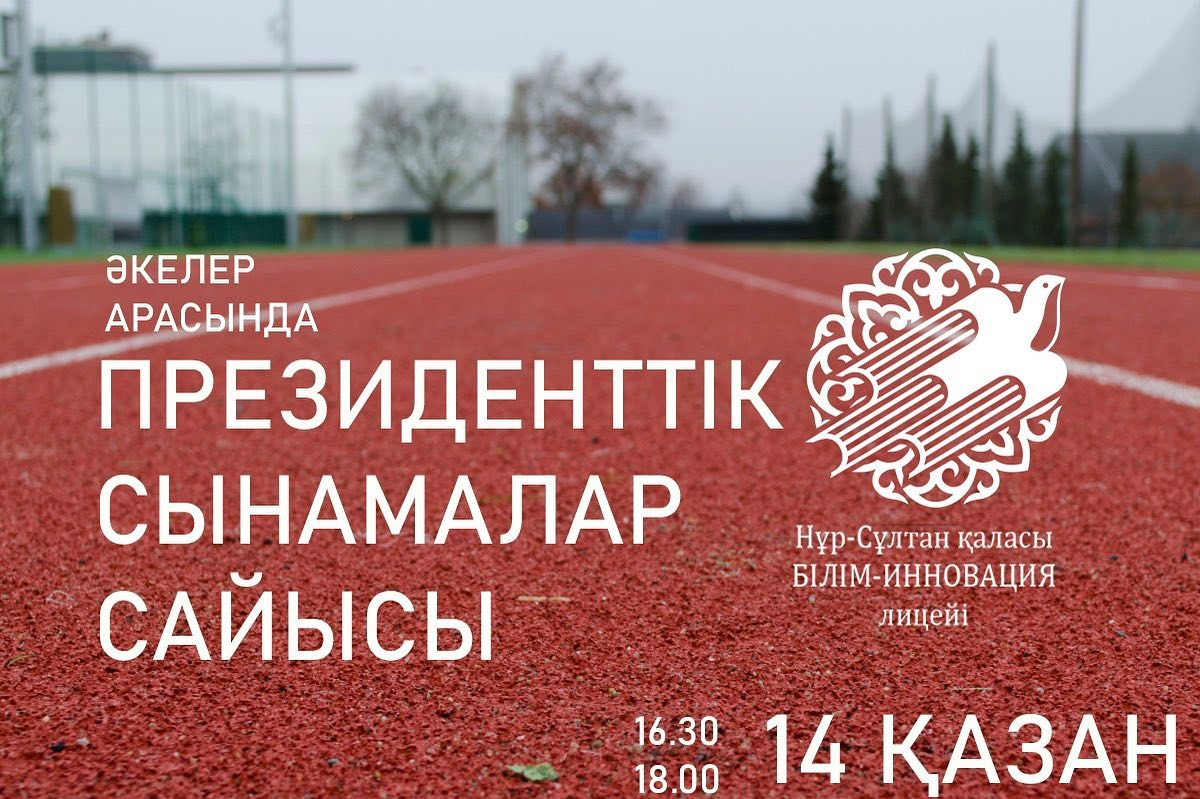 ӘКЕЛЕР
АРАСЫНДА
ПРЕЗИДЕНТТІК
СЫНАМАЛАР
САЙЫСЫ
Нұр-Сұлтан қаласы
БІЛІМ-ИННОВАЦИЯ
лицейі
16.30
18.00
14 ҚАЗАН